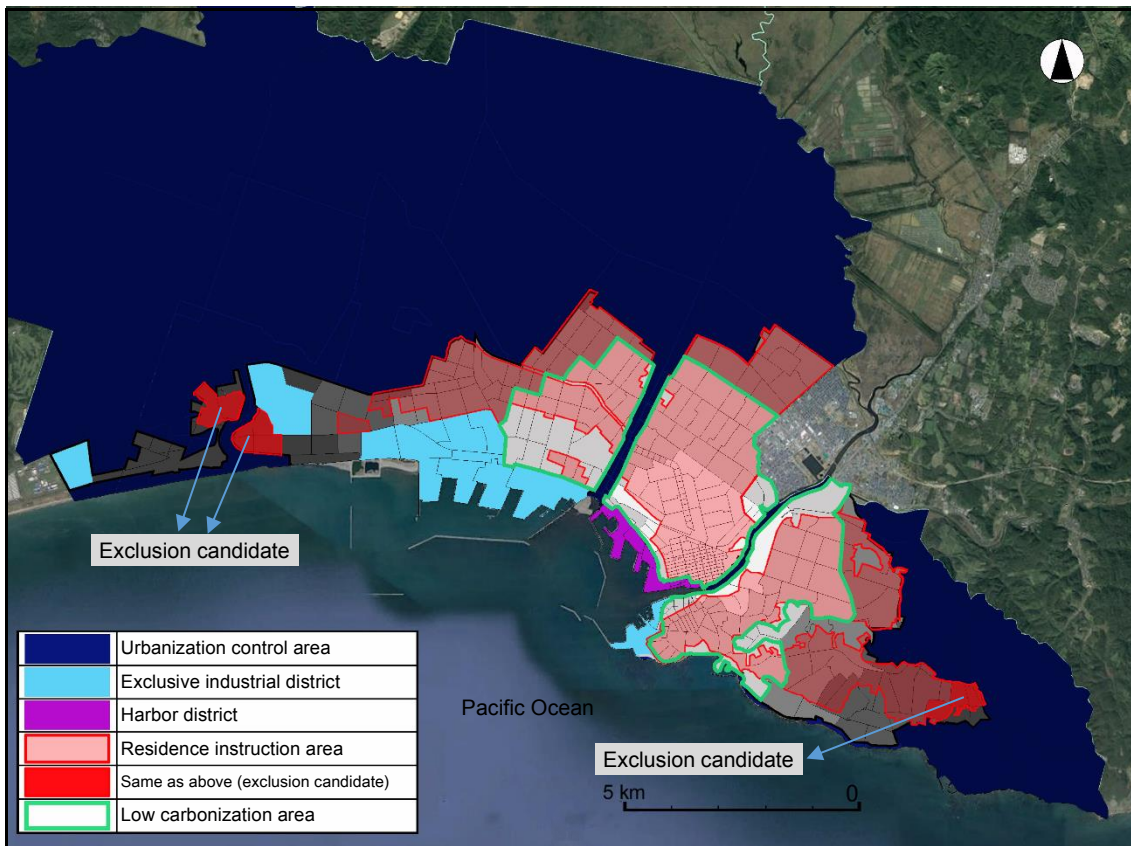 Exclusion candidate
Pacific Ocean
Exclusion candidate
5 km
0
Urbanization control area
Exclusive industrial district
Harbor district
Residence instruction area
Same as above (exclusion candidate)
Low carbonization area